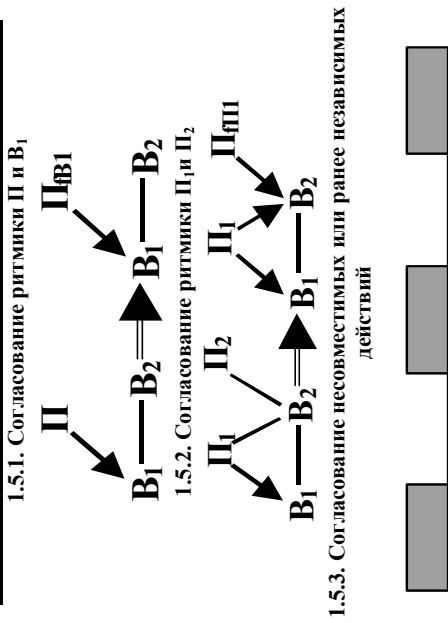 1.5.1. Согласование ритмики П и В₁
П П_fВ1
В₁ В₂ В₁ В₂
1.5.2. Согласование ритмики П₁и П₂
П₁ П₂ П₁ П_fП1
В₁ В₂ В₁ В₂
1.5.3. Согласование несовместимых или ранее независимых
действий